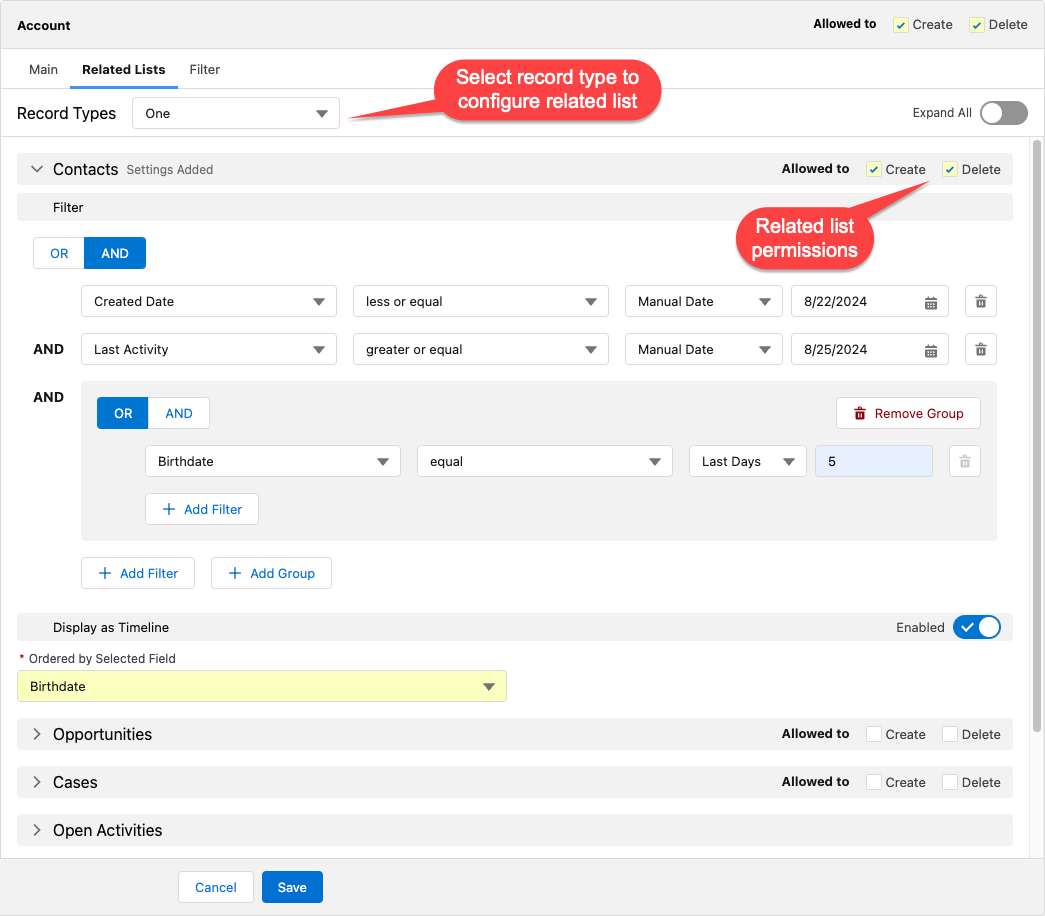 Account
Allowed to Create Delete
Main Related Lists Filter
Select record type to
configure related list
Record Types One
Expand All
Contacts Settings Added
Allowed to Create Delete
Related list
permissions
Filter
OR AND
Created Date less or equal Manual Date 8/22/2024
AND Last Activity greater or equal Manual Date 8/25/2024
AND
OR AND Remove Group
Birthdate equal Last Days 5
+ Add Filter
+ Add Filter + Add Group
Display as Timeline Enabled
* Ordered by Selected Field
Birthdate
Opportunities Allowed to Create Delete
Cases Allowed to Create Delete
Open Activities
Cancel Save